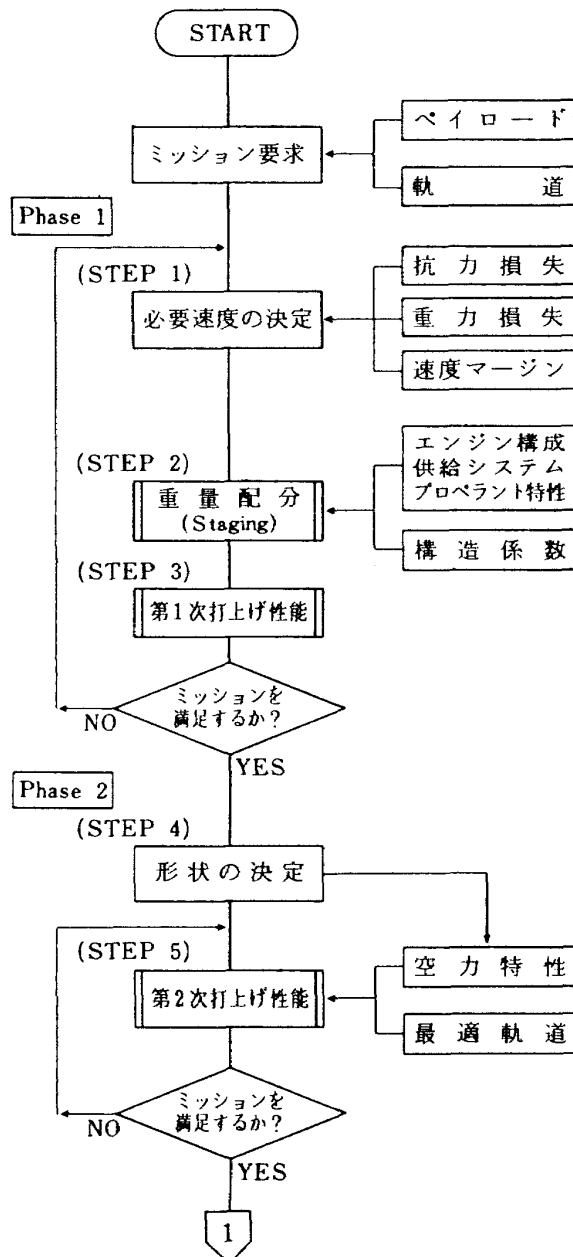 START
ミッション要求
ペイロード
軌道
Phase 1
(STEP 1)
必要速度の決定
抗力損失
重力損失
速度マージン
(STEP 2)
重量配分
(Staging)
エンジン構成
供給システム
プロペラント特性
構造係数
(STEP 3)
第1次打上げ性能
ミッションを
満足するか?
NO
YES
Phase 2
(STEP 4)
形状の決定
(STEP 5)
第2次打上げ性能
空力特性
最適軌道
ミッションを
満足するか?
NO
YES
1